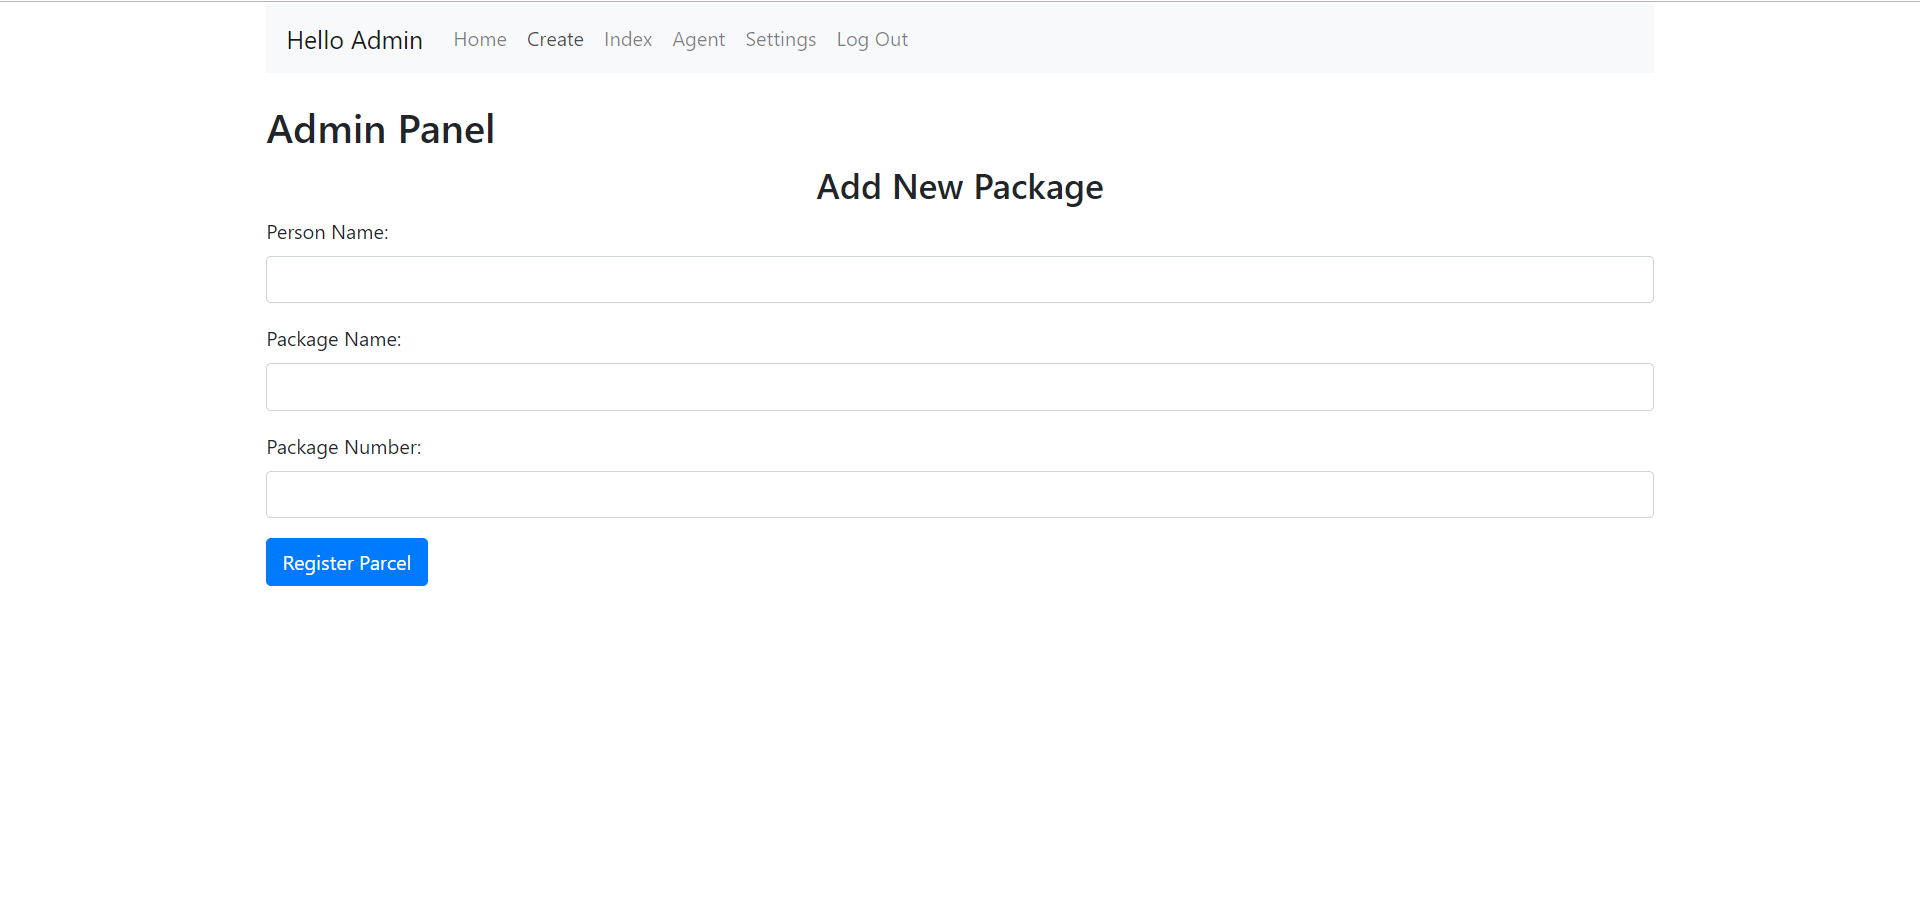 Hello Admin Home Create Index Agent Settings Log Out
Admin Panel
Add New Package
Person Name:
Package Name:
Package Number:
Register Parcel